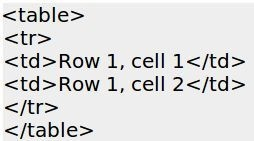 <table>
<tr>
<td>Row 1, cell 1</td>
<td>Row 1, cell 2</td>
</tr>
</table>